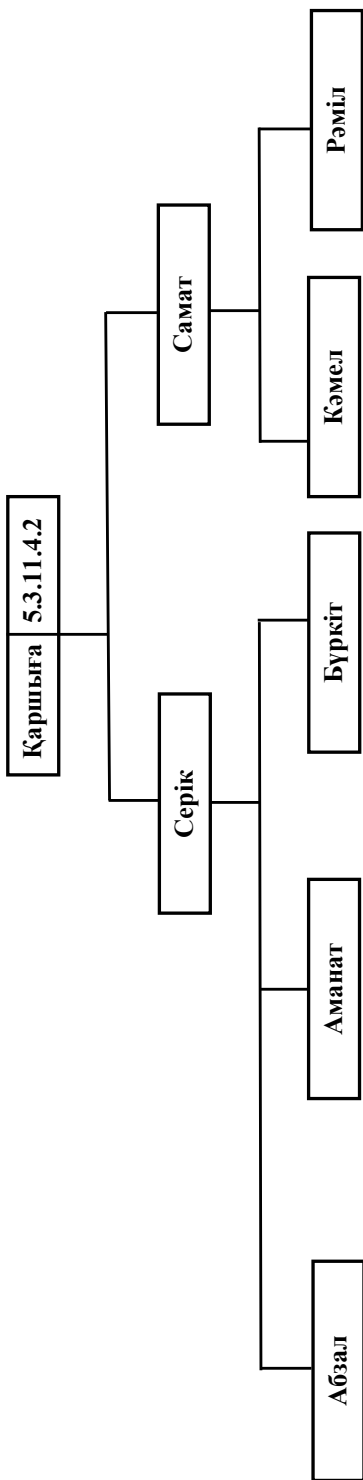 Қаршыға 5.3.11.4.2
Серік
Самат
Абзал
Аманат
Бүркіт
Кәмел
Рәміл